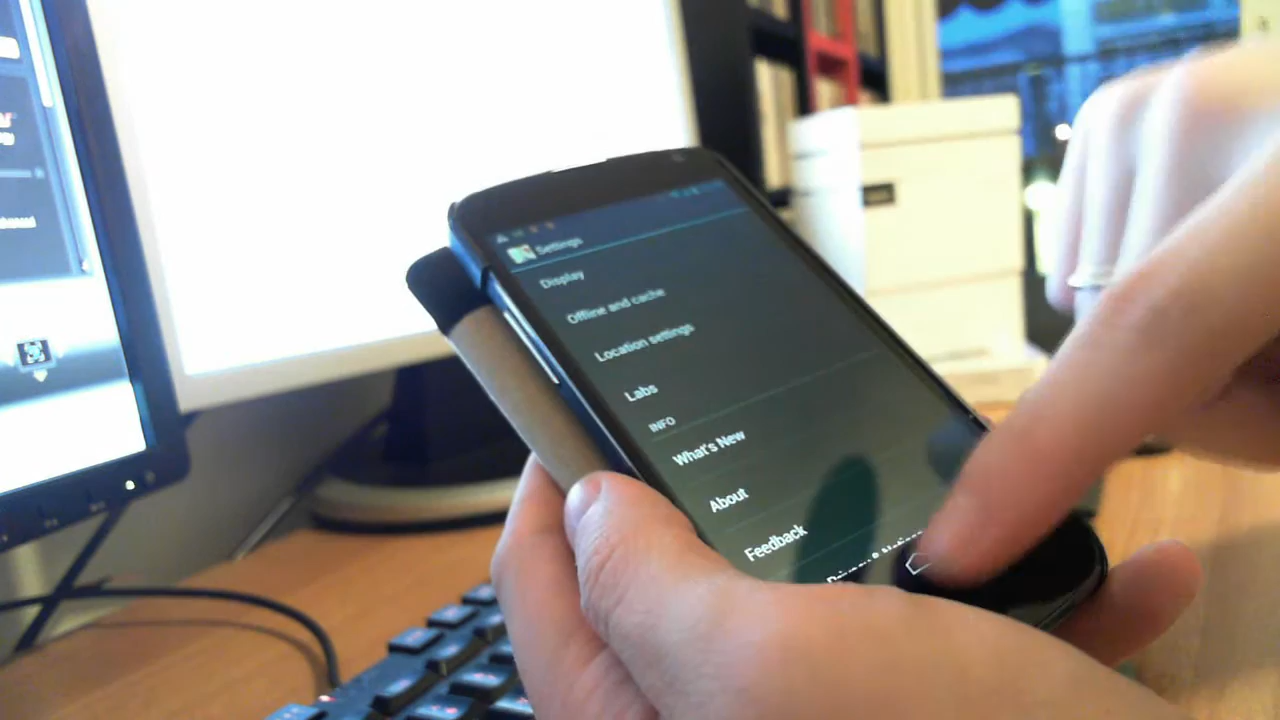 Settings
Display
Offline and cache
Location settings
Labs
INFO
What's New
About
Feedback